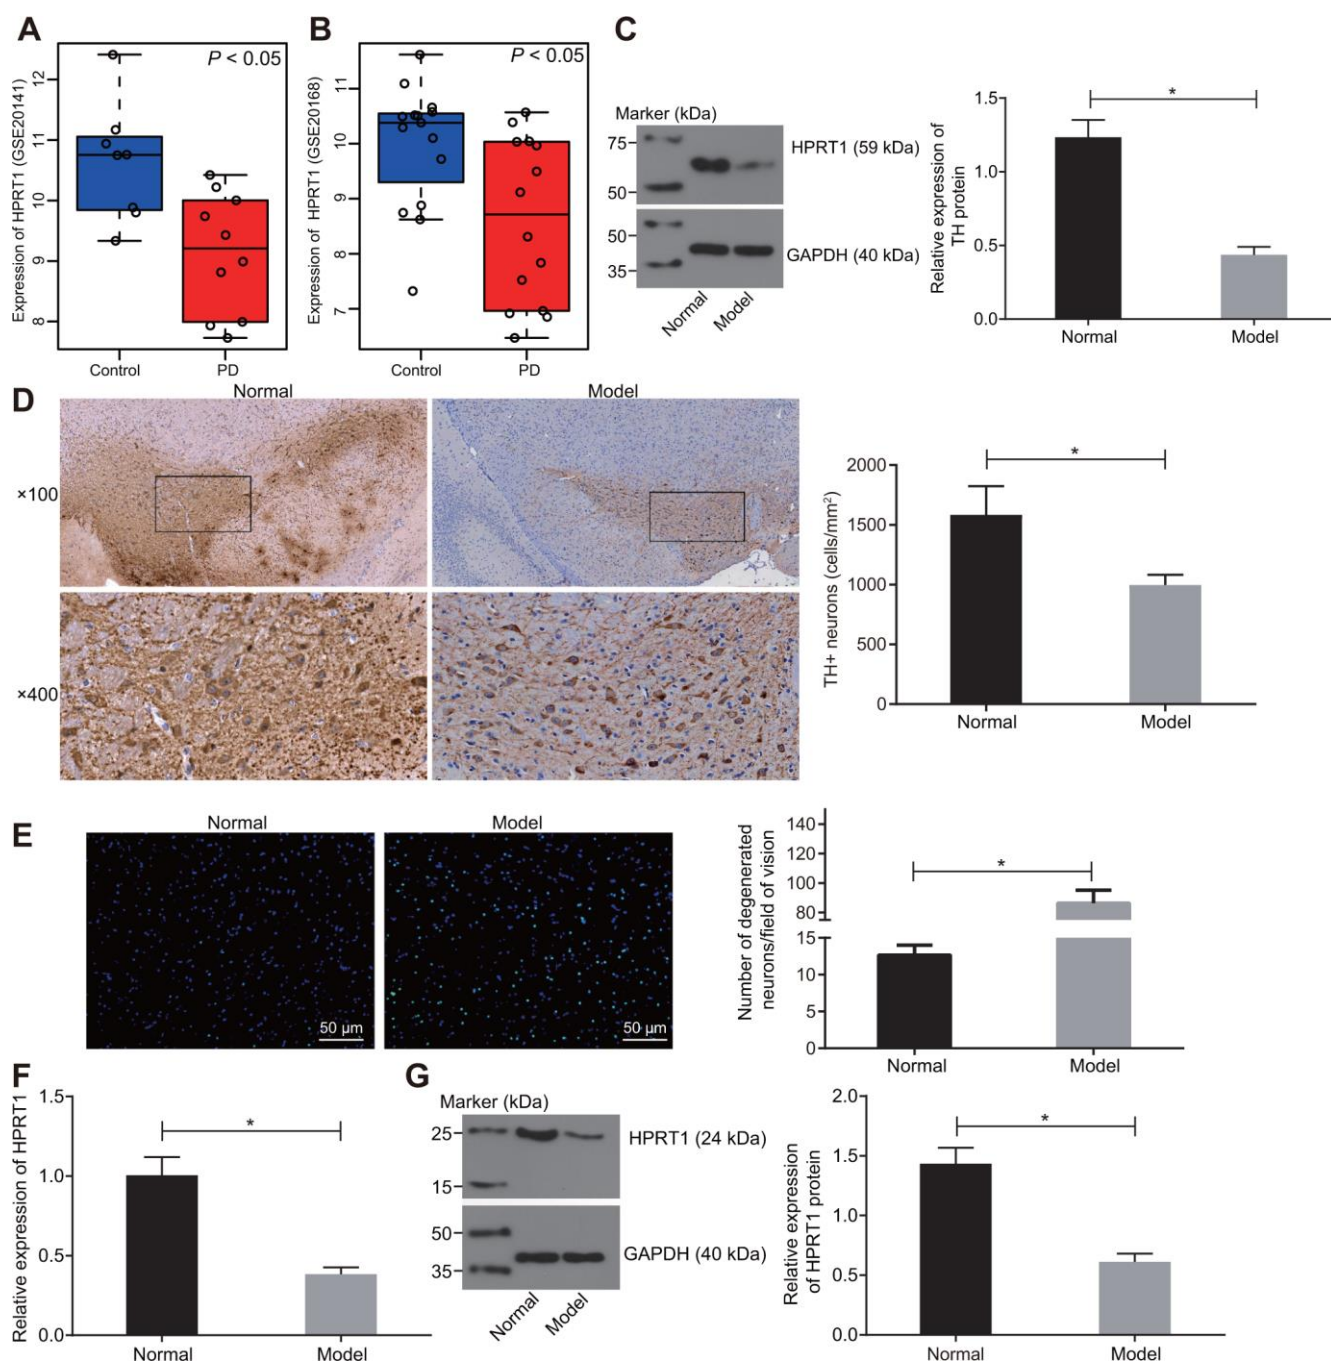 A
Expression of HPRT1 (GSE20141)
12
11
10
9
8
P < 0.05
Control
PD
B
Expression of HPRT1 (GSE20168)
11
10
9
8
7
P < 0.05
Control
PD
C
Marker (kDa)
75
50
50
35
HPRT1 (59 kDa)
GAPDH (40 kDa)
Normal
Model
Relative expression of
TH protein
1.5
1.0
0.5
0.0
*
Normal
Model
D
Normal
Model
×100
×400
TH+ neurons (cells/mm²)
2000
1500
1000
500
0
*
Normal
Model
E
Normal
Model
50 µm
50 µm
Number of degenerated
neurons/field of vision
140
120
100
80
15
10
5
0
*
Normal
Model
F
Relative expression of HPRT1
1.5
1.0
0.5
0.0
*
Normal
Model
G
Marker (kDa)
25
15
50
35
HPRT1 (24 kDa)
GAPDH (40 kDa)
Normal
Model
Relative expression
of HPRT1 protein
2.0
1.5
1.0
0.5
0.0
*
Normal
Model